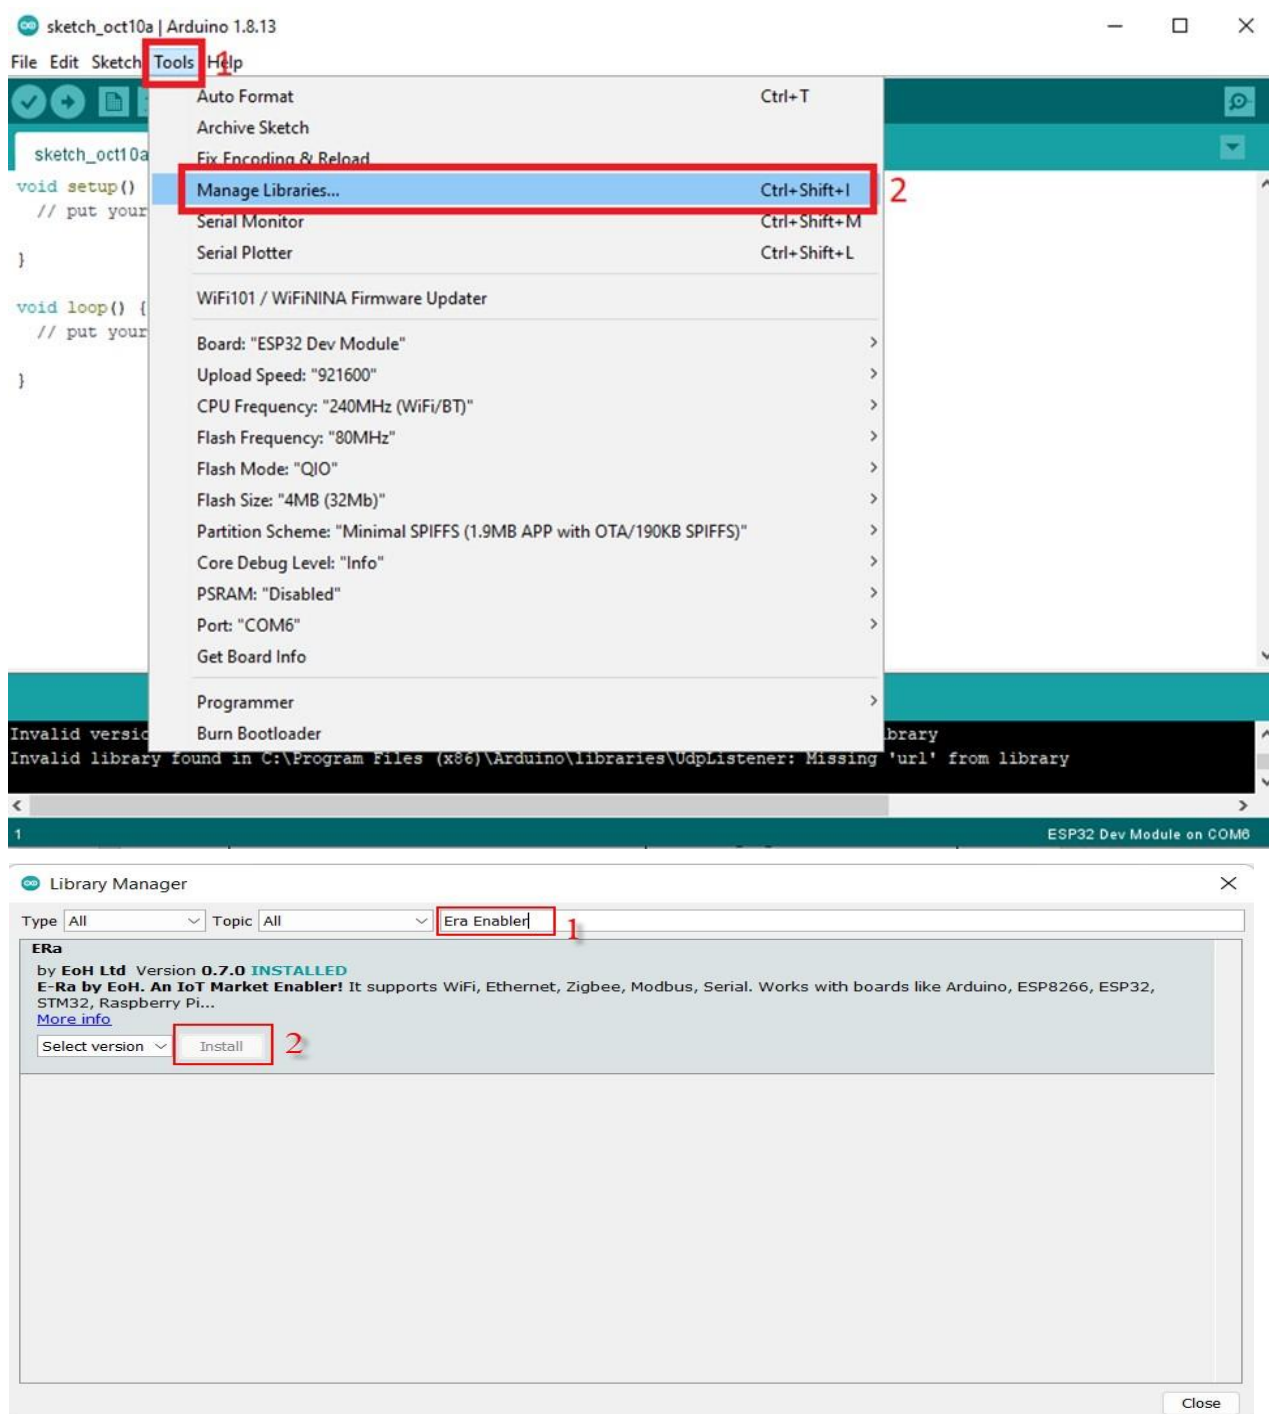 sketch_oct10a | Arduino 1.8.13
File Edit Sketch Tools Help
1
Auto Format Ctrl+T
Archive Sketch
sketch_oct10a
Fix Encoding & Reload
void setup()
Manage Libraries... Ctrl+Shift+I
2
// put your
Serial Monitor Ctrl+Shift+M
}
Serial Plotter Ctrl+Shift+L
WiFi101 / WiFiNINA Firmware Updater
void loop() {
// put your
Board: "ESP32 Dev Module"
Upload Speed: "921600"
}
CPU Frequency: "240MHz (WiFi/BT)"
Flash Frequency: "80MHz"
Flash Mode: "QIO"
Flash Size: "4MB (32Mb)"
Partition Scheme: "Minimal SPIFFS (1.9MB APP with OTA/190KB SPIFFS)"
Core Debug Level: "Info"
PSRAM: "Disabled"
Port: "COM6"
Get Board Info
Programmer
Burn Bootloader
Invalid versio brary
Invalid library found in C:\Program Files (x86)\Arduino\libraries\UdpListener: Missing 'url' from library
1 ESP32 Dev Module on COM6
Library Manager
Type All Topic All Era Enabler
1
ERa
by EoH Ltd Version 0.7.0 INSTALLED
E-Ra by EoH. An IoT Market Enabler! It supports WiFi, Ethernet, Zigbee, Modbus, Serial. Works with boards like Arduino, ESP8266, ESP32,
STM32, Raspberry Pi...
More info
Select version Install
2
Close